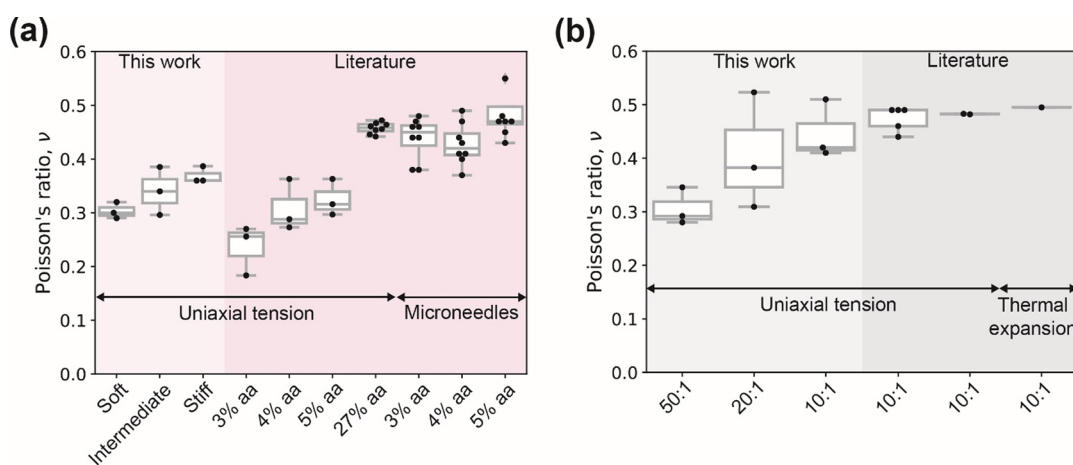 (a)
Poisson's ratio, ν
0.6
0.5
0.4
0.3
0.2
0.1
0.0
This work
Literature
Uniaxial tension
Microneedles
Soft
Intermediate
Stiff
3% aa
4% aa
5% aa
27% aa
3% aa
4% aa
5% aa
(b)
Poisson's ratio, ν
0.6
0.5
0.4
0.3
0.2
0.1
0.0
This work
Literature
Uniaxial tension
Thermal
expansion
50:1
20:1
10:1
10:1
10:1
10:1